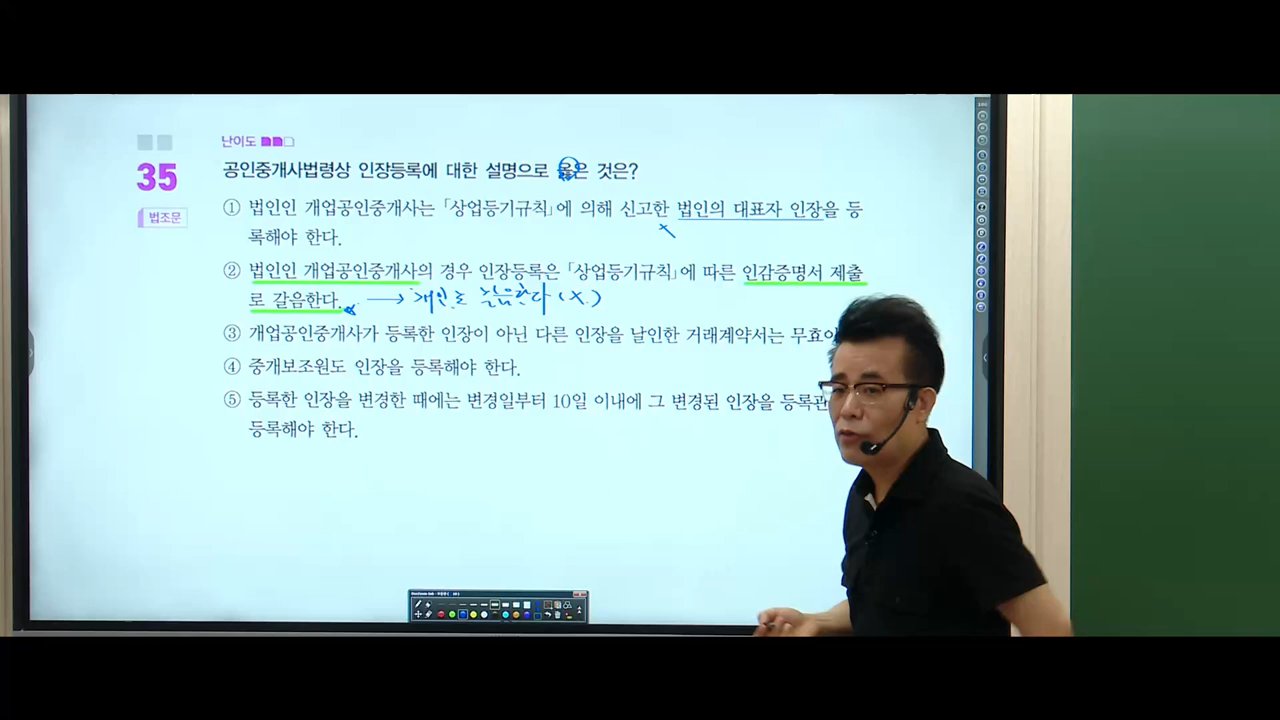 난이도
35 공인중개사법령상 인장등록에 대한 설명으로 옳은 것은?
법조문
① 법인인 개업공인중개사는 「상업등기규칙」에 의해 신고한 법인의 대표자 인장을 등
록해야 한다.
② 법인인 개업공인중개사의 경우 인장등록은 「상업등기규칙」에 따른 인감증명서 제출
로 갈음한다. → 개인도 갈음한다 (X)
③ 개업공인중개사가 등록한 인장이 아닌 다른 인장을 날인한 거래계약서는 무효이
④ 중개보조원도 인장을 등록해야 한다.
⑤ 등록한 인장을 변경한 때에는 변경일부터 10일 이내에 그 변경된 인장을 등록관
등록해야 한다.